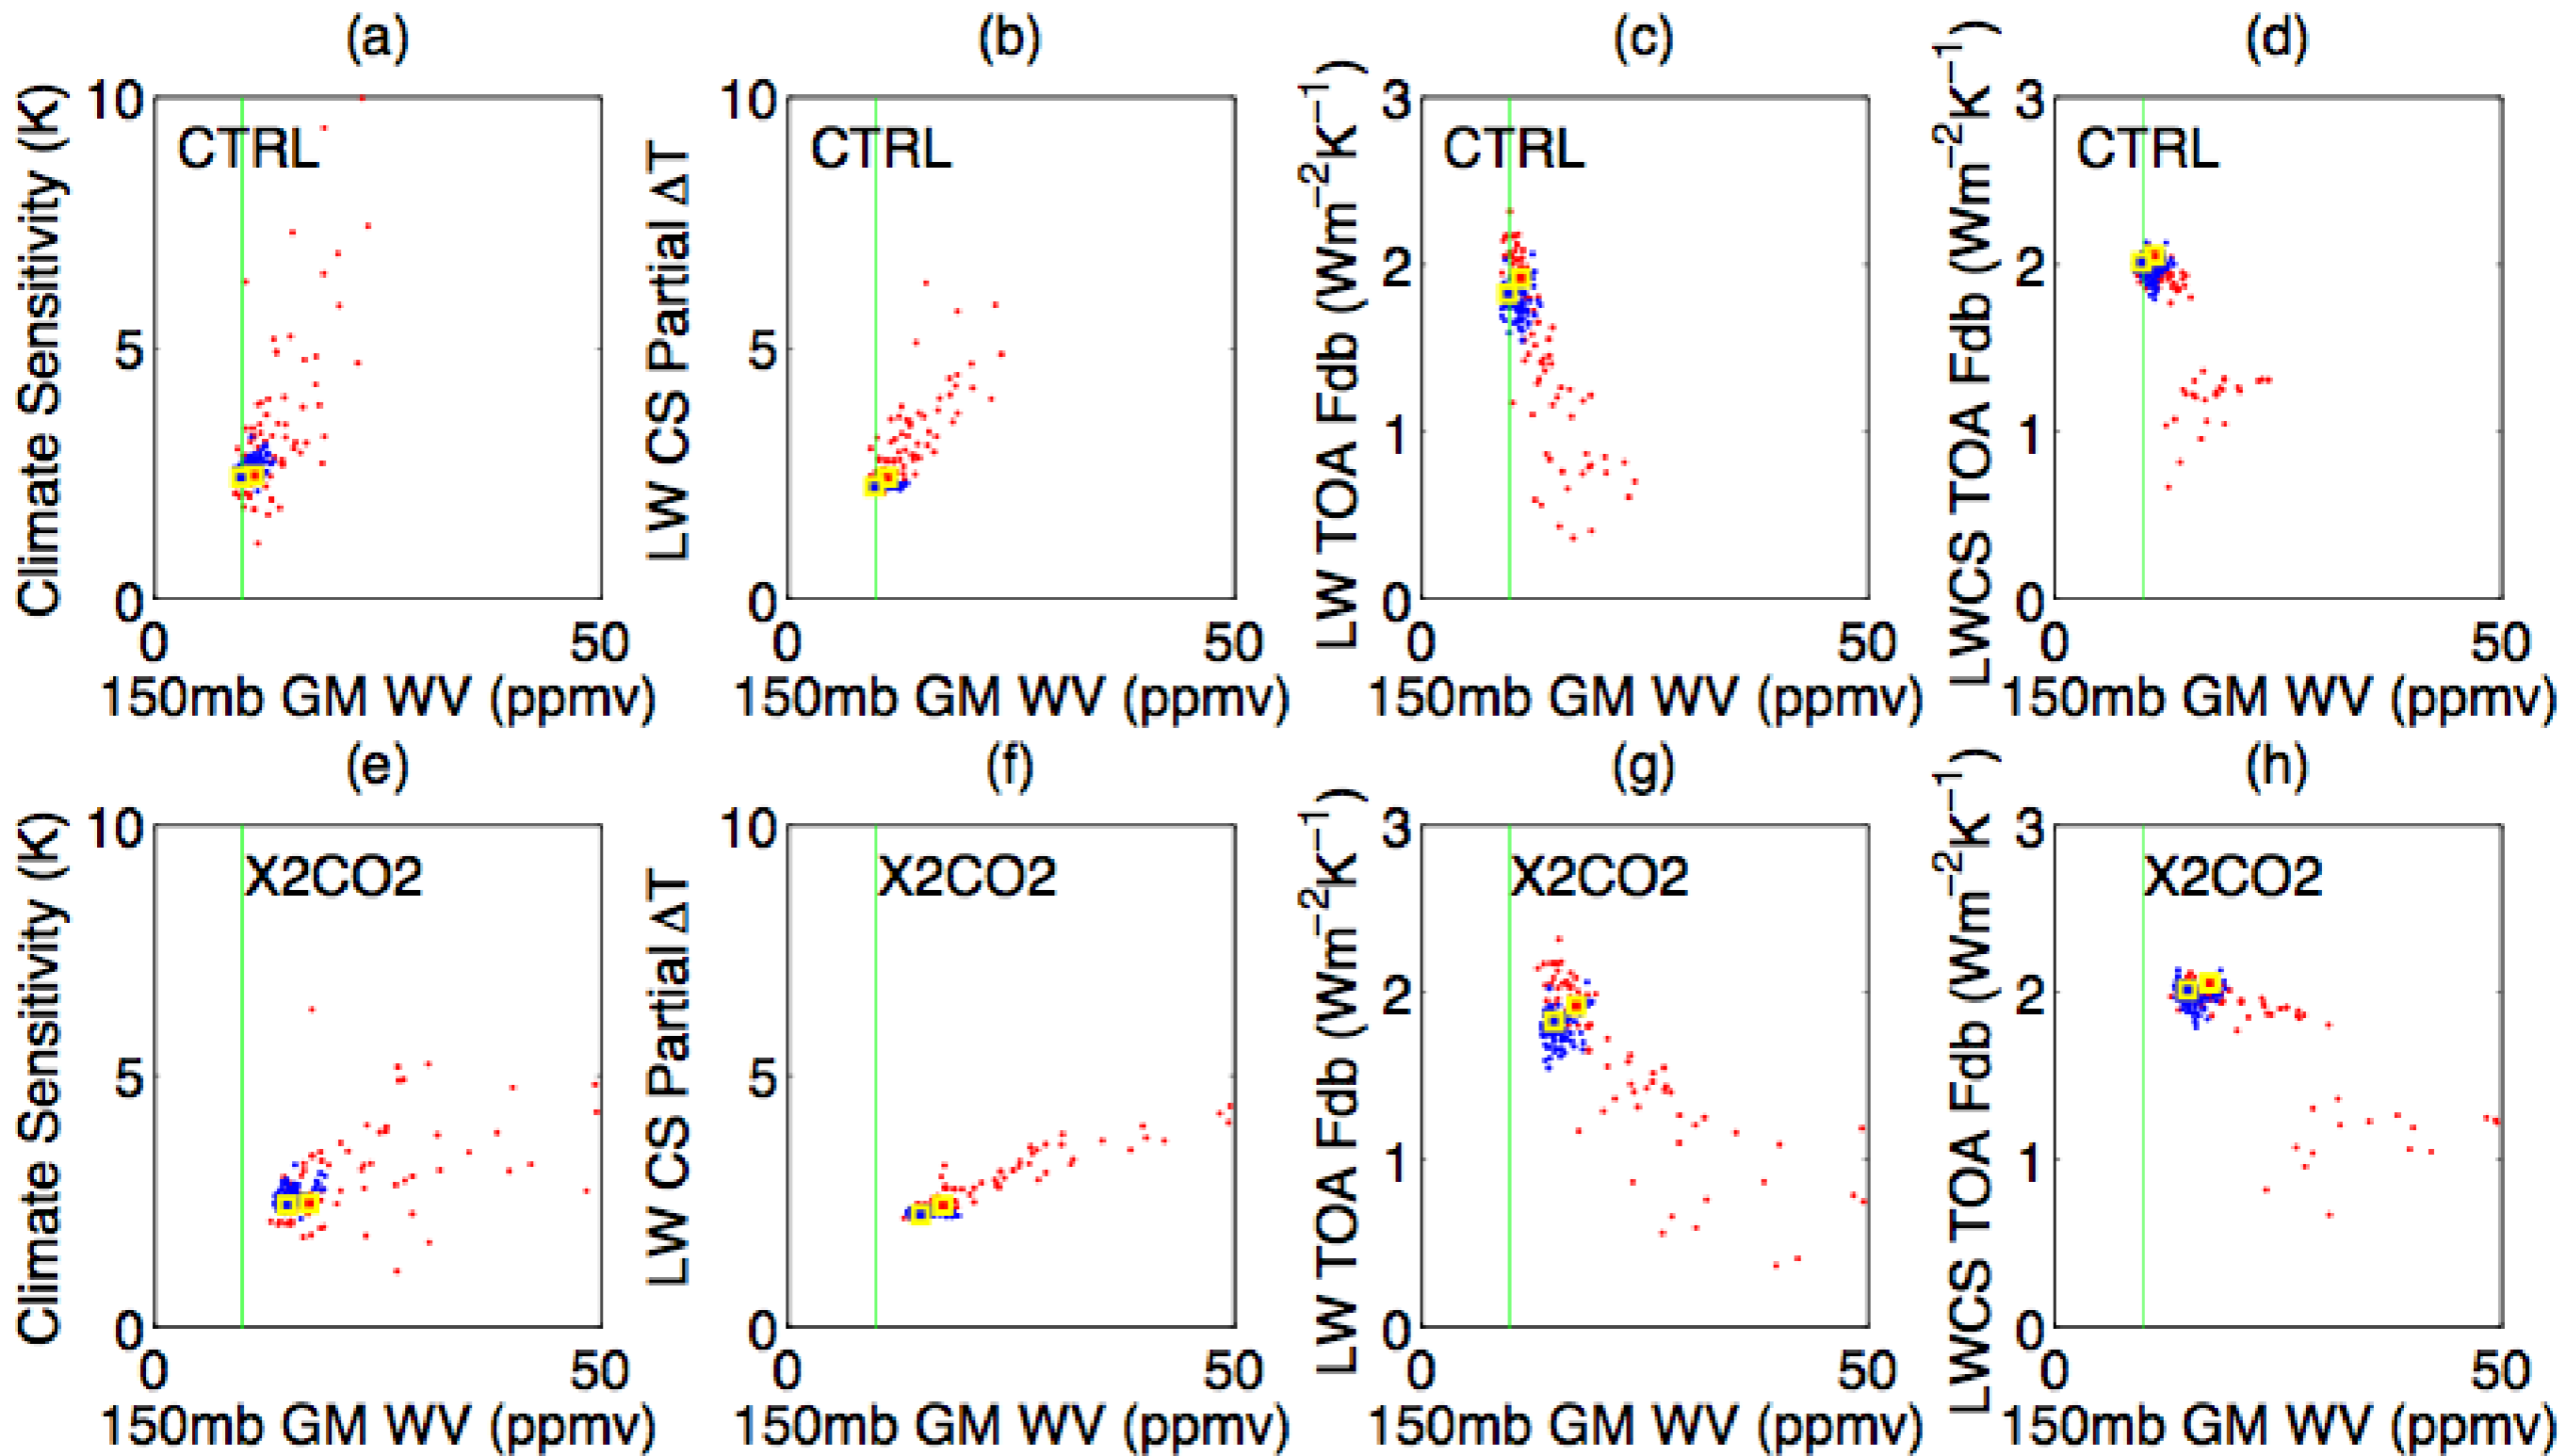 (a) (b) (c) (d)
Climate Sensitivity (K)
10
5
0
CTRL
0 50
150mb GM WV (ppmv)
LW CS Partial ΔT
10
5
0
CTRL
0 50
150mb GM WV (ppmv)
LW TOA Fdb (Wm−2K−1)
3
2
1
0
CTRL
0 50
150mb GM WV (ppmv)
LWCS TOA Fdb (Wm−2K−1)
3
2
1
0
CTRL
0 50
150mb GM WV (ppmv)
(e) (f) (g) (h)
Climate Sensitivity (K)
10
5
0
X2CO2
0 50
150mb GM WV (ppmv)
LW CS Partial ΔT
10
5
0
X2CO2
0 50
150mb GM WV (ppmv)
LW TOA Fdb (Wm−2K−1)
3
2
1
0
X2CO2
0 50
150mb GM WV (ppmv)
LWCS TOA Fdb (Wm−2K−1)
3
2
1
0
X2CO2
0 50
150mb GM WV (ppmv)